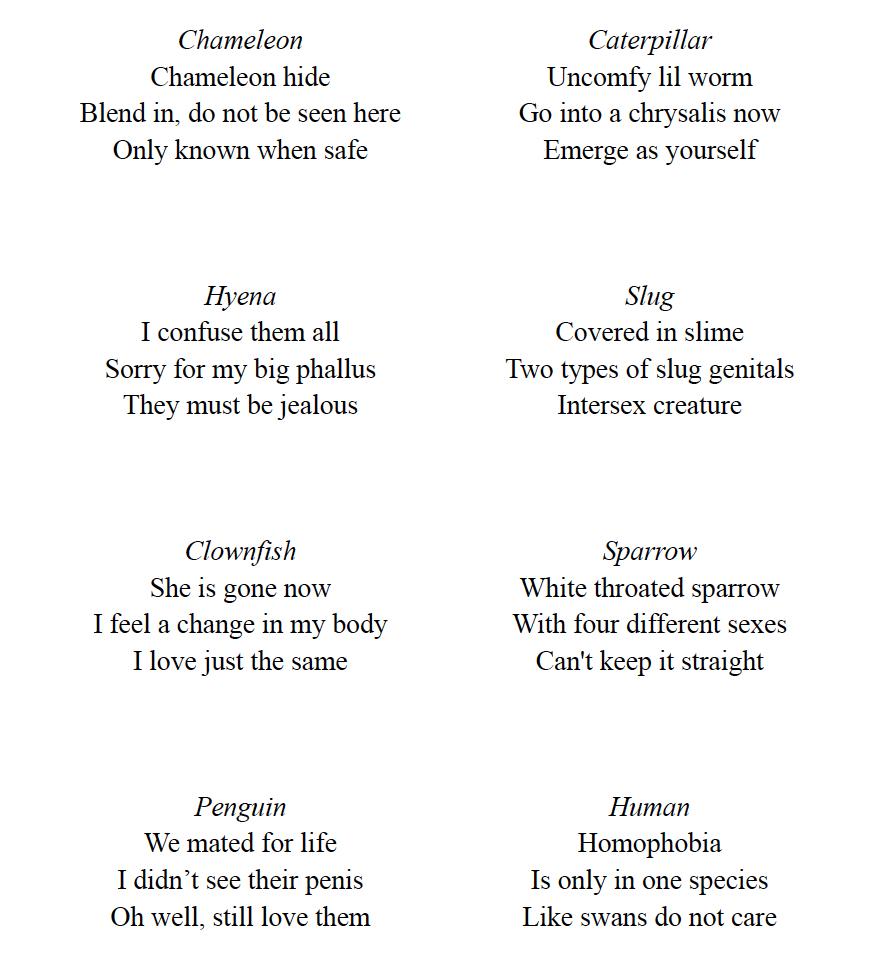 Chameleon
Chameleon hide
Blend in, do not be seen here
Only known when safe
Caterpillar
Uncomfy lil worm
Go into a chrysalis now
Emerge as yourself
Hyena
I confuse them all
Sorry for my big phallus
They must be jealous
Slug
Covered in slime
Two types of slug genitals
Intersex creature
Clownfish
She is gone now
I feel a change in my body
I love just the same
Sparrow
White throated sparrow
With four different sexes
Can't keep it straight
Penguin
We mated for life
I didn’t see their penis
Oh well, still love them
Human
Homophobia
Is only in one species
Like swans do not care